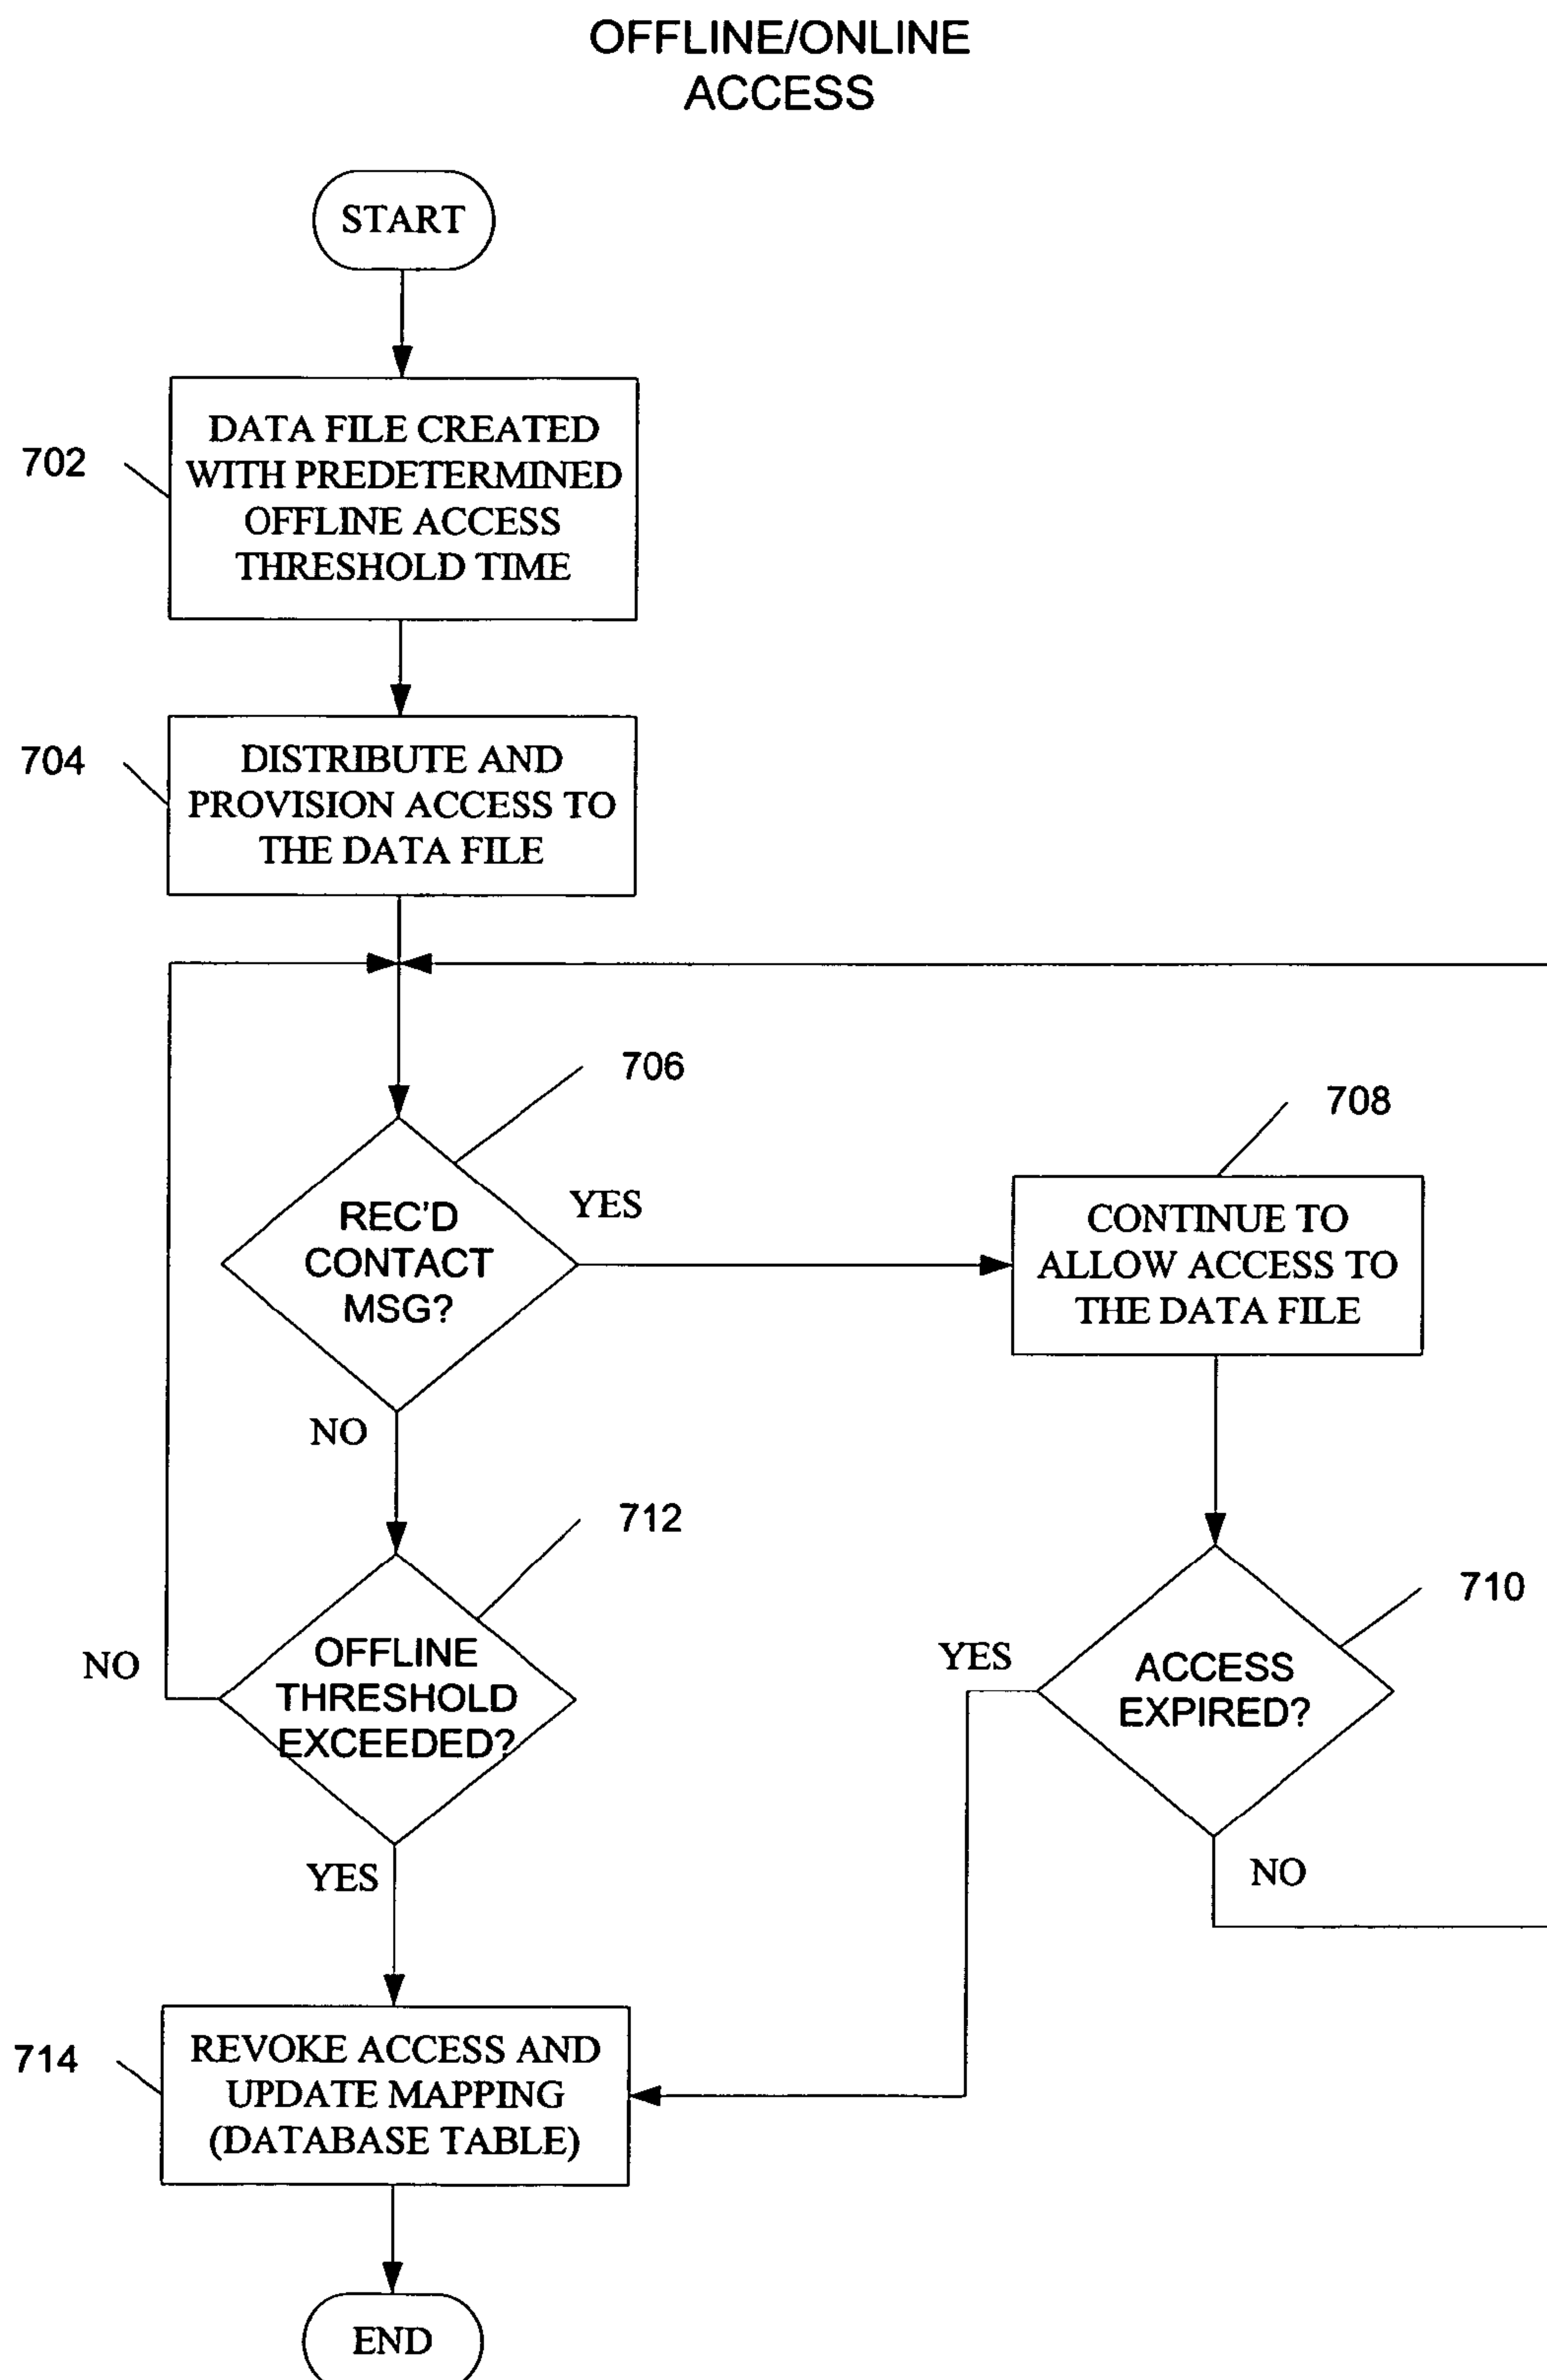 OFFLINE/ONLINE
ACCESS
START
702
DATA FILE CREATED
WITH PREDETERMINED
OFFLINE ACCESS
THRESHOLD TIME
704
DISTRIBUTE AND
PROVISION ACCESS TO
THE DATA FILE
706
REC'D
CONTACT
MSG?
YES
708
CONTINUE TO
ALLOW ACCESS TO
THE DATA FILE
NO
712
OFFLINE
THRESHOLD
EXCEEDED?
NO
YES
710
ACCESS
EXPIRED?
YES
NO
714
REVOKE ACCESS AND
UPDATE MAPPING
(DATABASE TABLE)
END